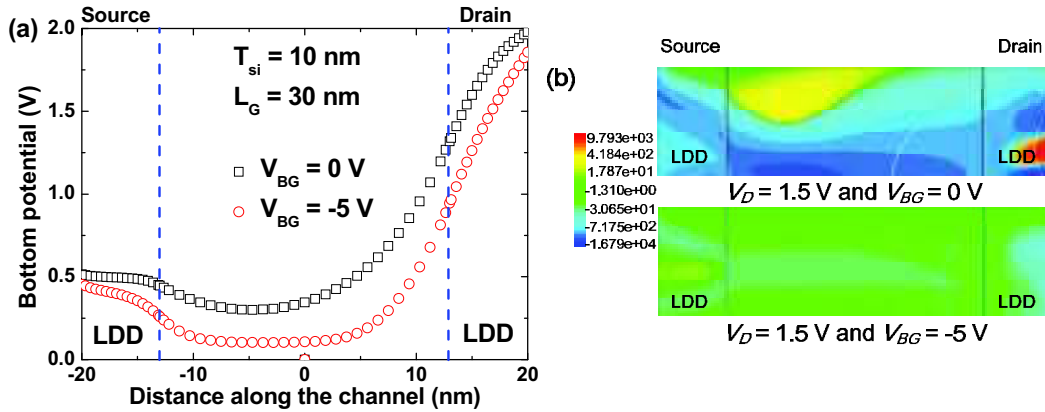 (a)
Source
Drain
T_si = 10 nm
L_G = 30 nm
V_BG = 0 V
V_BG = -5 V
LDD
LDD
Bottom potential (V)
2.0
1.5
1.0
0.5
0.0
-20
-10
0
10
20
Distance along the channel (nm)
(b)
Source
Drain
9.793e+03
4.184e+02
1.787e+01
-1.310e+00
-3.065e+01
-7.175e+02
-1.679e+04
LDD
LDD
V_D = 1.5 V and V_BG = 0 V
LDD
LDD
V_D = 1.5 V and V_BG = -5 V